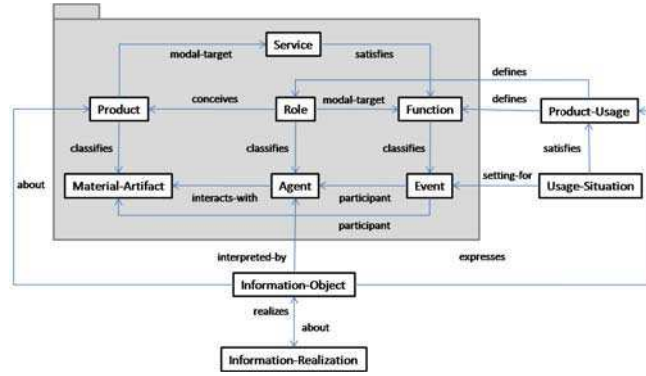 Service
modal-target
satisfies
defines
Product
conceives
Role
modal-target
Function
defines
Product-Usage
classifies
classifies
classifies
satisfies
about
Material-Artifact
interacts-with
Agent
participant
Event
setting-for
Usage-Situation
participant
interpreted-by
expresses
Information-Object
realizes
about
Information-Realization